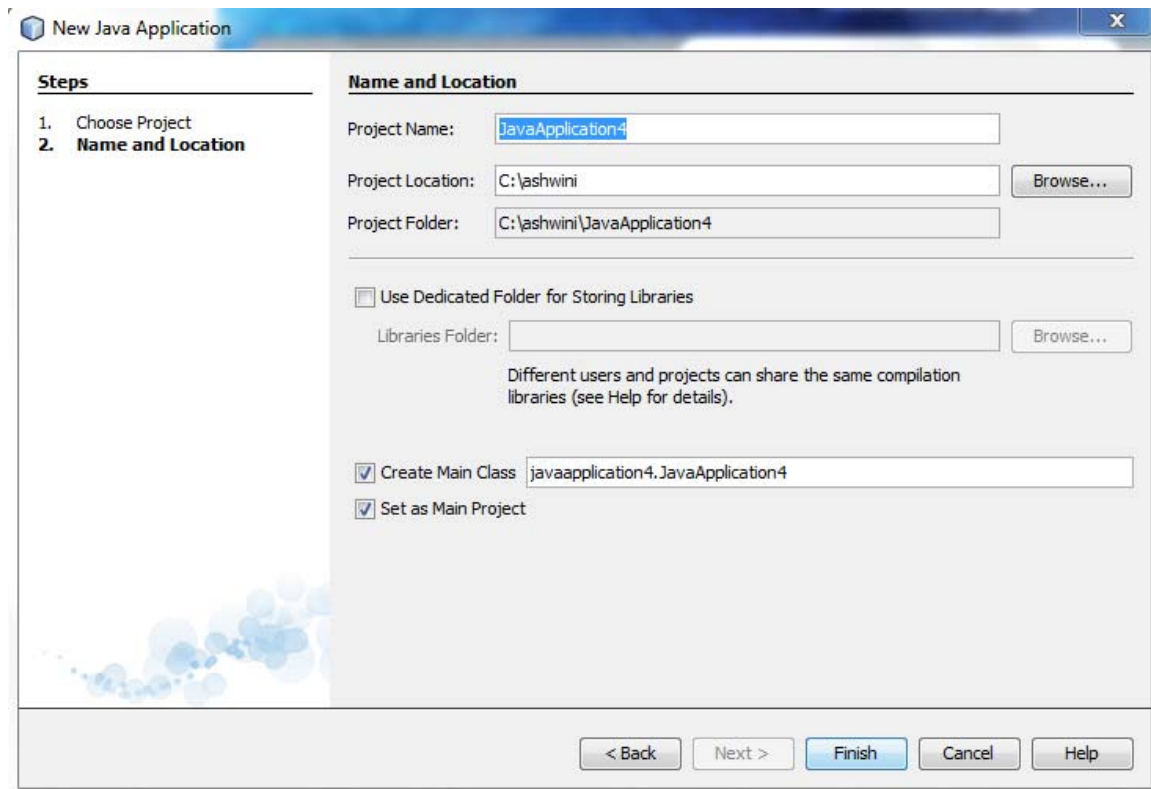 New Java Application
x
Steps
1. Choose Project
2. Name and Location
Name and Location
Project Name: JavaApplication4
Project Location: C:\ashwini Browse...
Project Folder: C:\ashwini\JavaApplication4
Use Dedicated Folder for Storing Libraries
Libraries Folder: Browse...
Different users and projects can share the same compilation
libraries (see Help for details).
Create Main Class javaapplication4.JavaApplication4
Set as Main Project
< Back Next > Finish Cancel Help